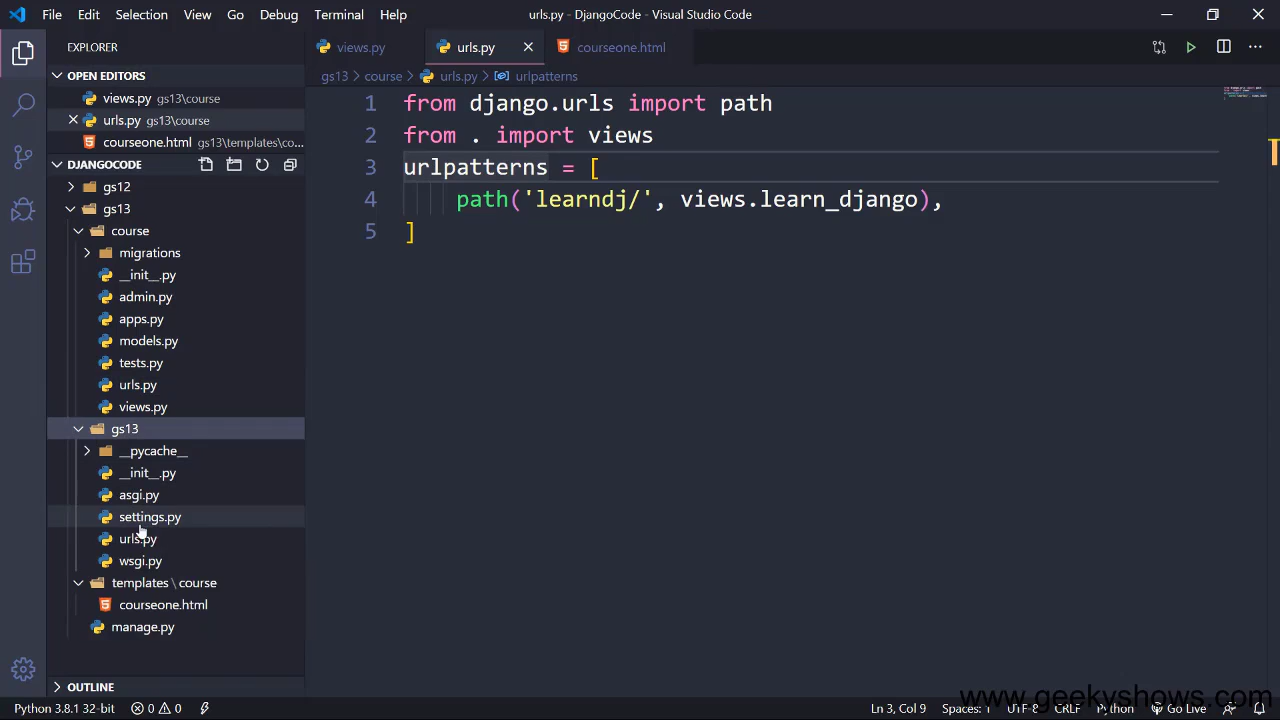 File Edit Selection View Go Debug Terminal Help urls.py - DjangoCode - Visual Studio Code
EXPLORER
OPEN EDITORS
views.py gs13\course
urls.py gs13\course
courseone.html gs13\templates\co...
DJANGOCODE
gs12
gs13
course
migrations
__init__.py
admin.py
apps.py
models.py
tests.py
urls.py
views.py
gs13
__pycache__
__init__.py
asgi.py
settings.py
urls.py
wsgi.py
templates \ course
courseone.html
manage.py
OUTLINE
views.py urls.py courseone.html
gs13 > course > urls.py > urlpatterns
1 from django.urls import path
2 from . import views
3 urlpatterns = [
4 path('learndj/', views.learn_django),
5 ]
www.geekyshows.com
Python 3.8.1 32-bit 0 0 Ln 3, Col 9 Spaces: 1 UTF-8 CRLF Python Go Live